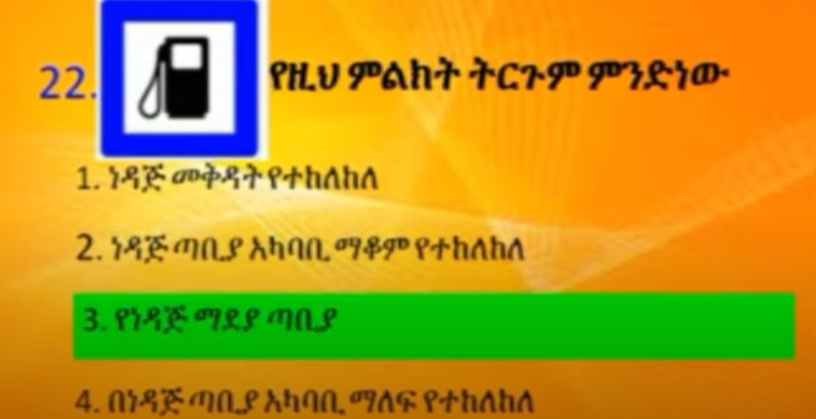 22. የዚህ ምልክት ትርጉም ምንድነው
1. ነዳጅ መቅዳት የተከለከለ
2. ነዳጅ ጣቢያ አካባቢ ማቆም የተከለከለ
3. የነዳጅ ማደያ ጣቢያ
4. በነዳጅ ጣቢያ አካባቢ ማለፍ የተከለከለ